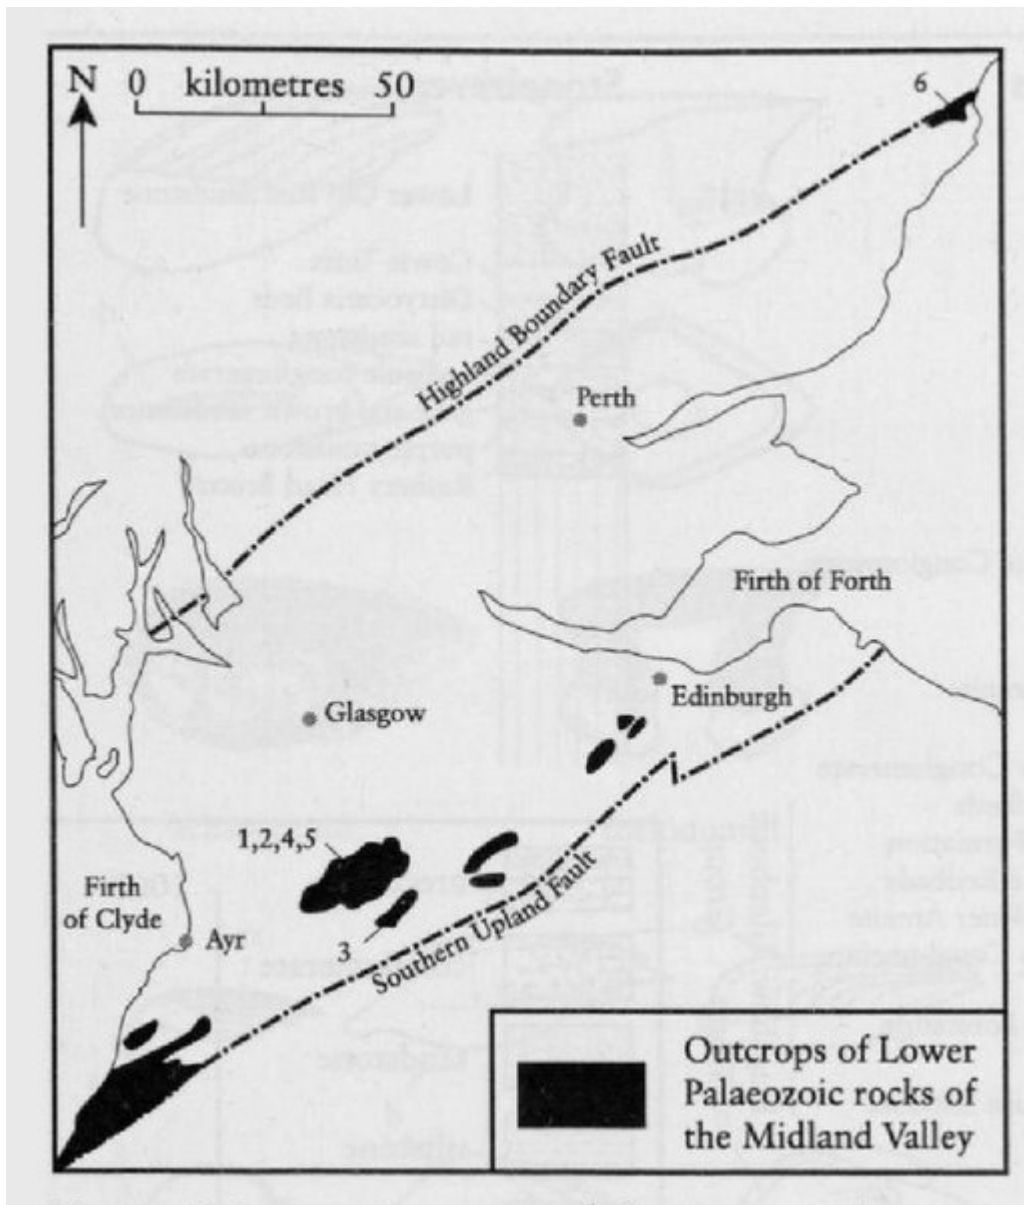 N
0 kilometres 50
6
Highland Boundary Fault
Perth
Firth of Forth
Edinburgh
Glasgow
1,2,4,5
Firth
of Clyde
Ayr
3
Southern Upland Fault
Outcrops of Lower
Palaeozoic rocks of
the Midland Valley